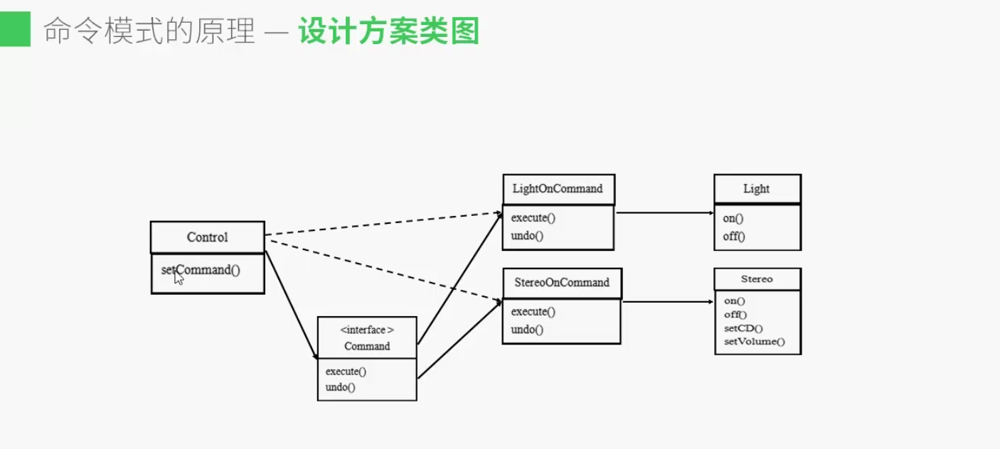 命令模式的原理 — 设计方案类图
LightOnCommand
execute()
undo()
Light
on()
off()
Control
setCommand()
StereoOnCommand
execute()
undo()
Stereo
on()
off()
setCD()
setVolume()
<interface>
Command
execute()
undo()